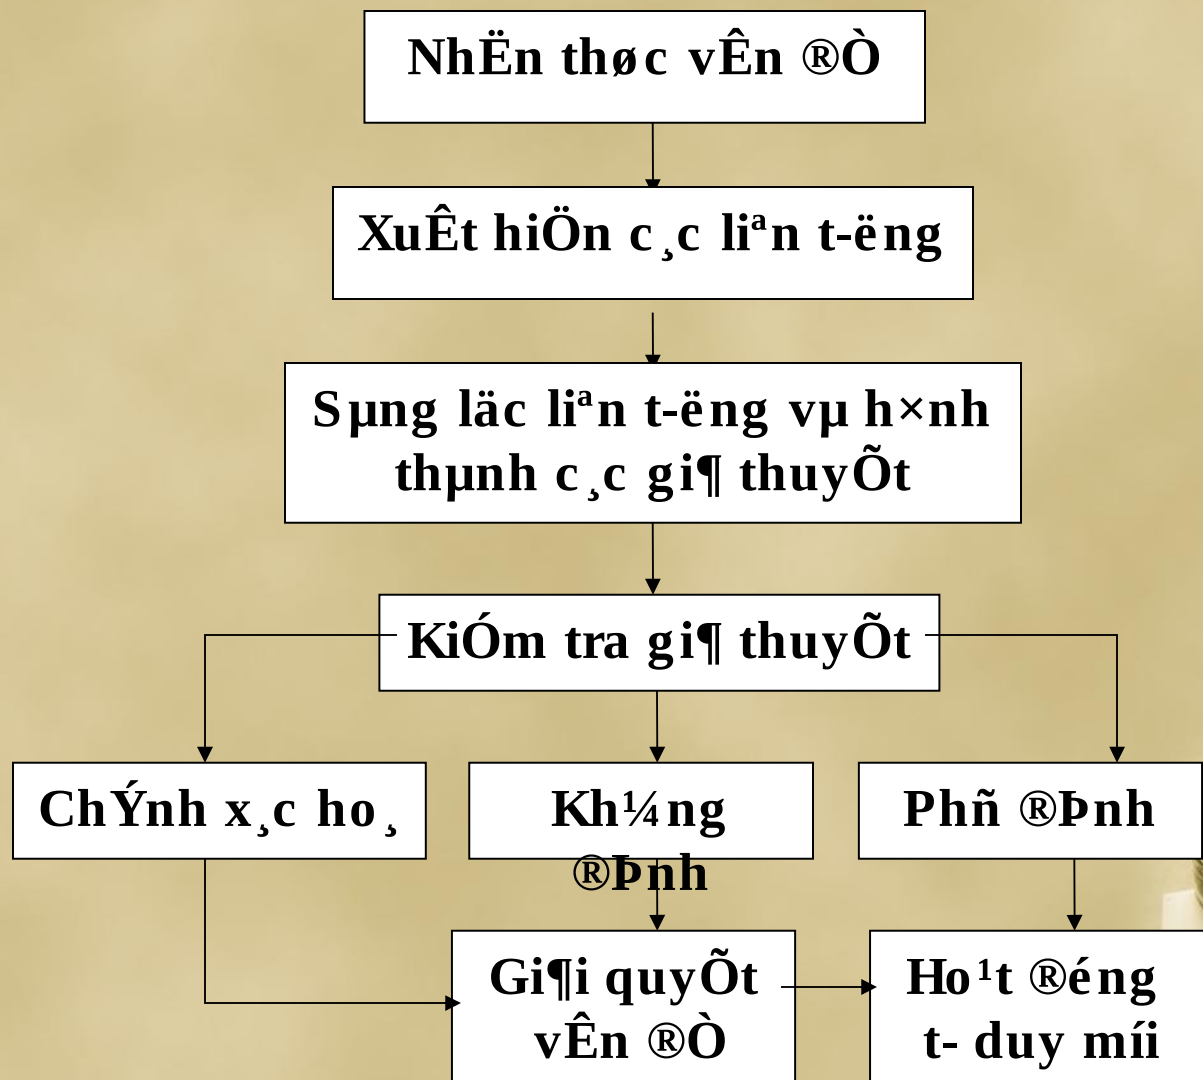 NhËn thøc vÊn ®Ò
XuÊt hiÖn c¸c liªn t-ëng
Sµng läc liªn t-ëng vµ h×nh
thµnh c¸c gi¶ thuyÕt
KiÓm tra gi¶ thuyÕt
ChÝnh x¸c ho¸
Kh¼ng
®Þnh
Phñ ®Þnh
Gi¶i quyÕt
vÊn ®Ò
Ho¹t ®éng
t- duy míi